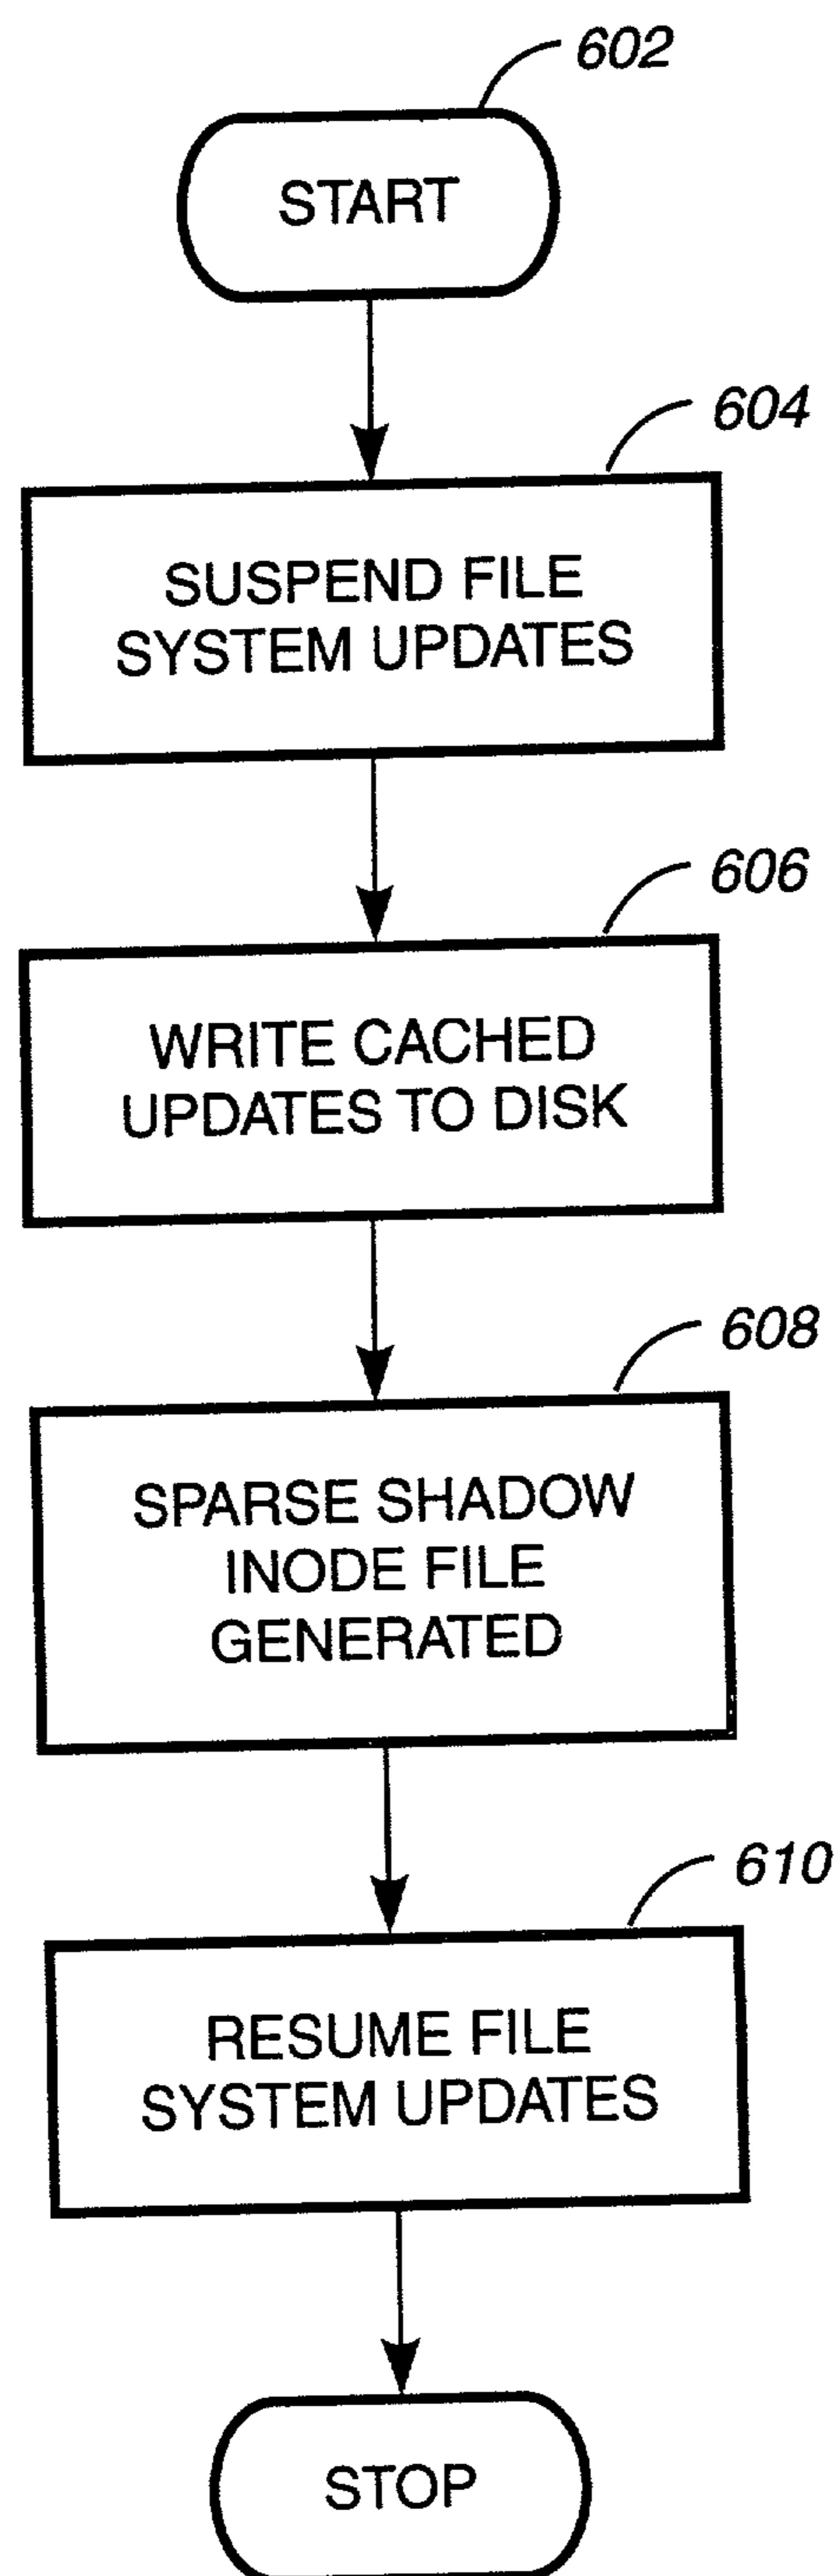 602
START
604
SUSPEND FILE
SYSTEM UPDATES
606
WRITE CACHED
UPDATES TO DISK
608
SPARSE SHADOW
INODE FILE
GENERATED
610
RESUME FILE
SYSTEM UPDATES
STOP